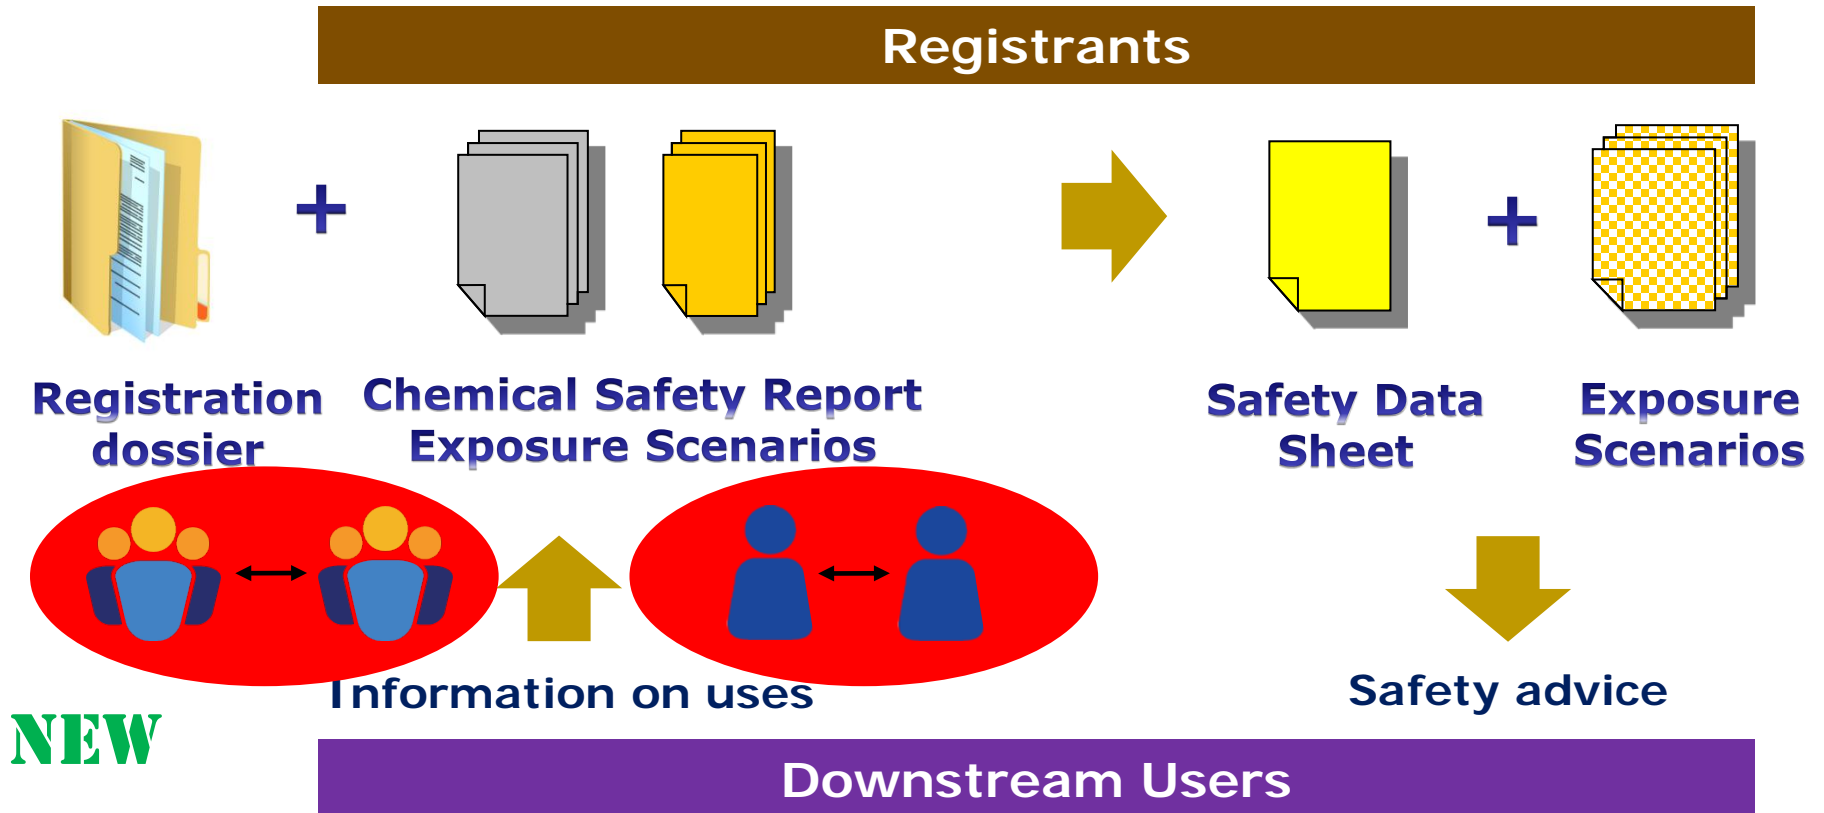 Registrants
+
+
Registration
dossier
Chemical Safety Report
Exposure Scenarios
Safety Data
Sheet
Exposure
Scenarios
Information on uses
Safety advice
NEW
Downstream Users